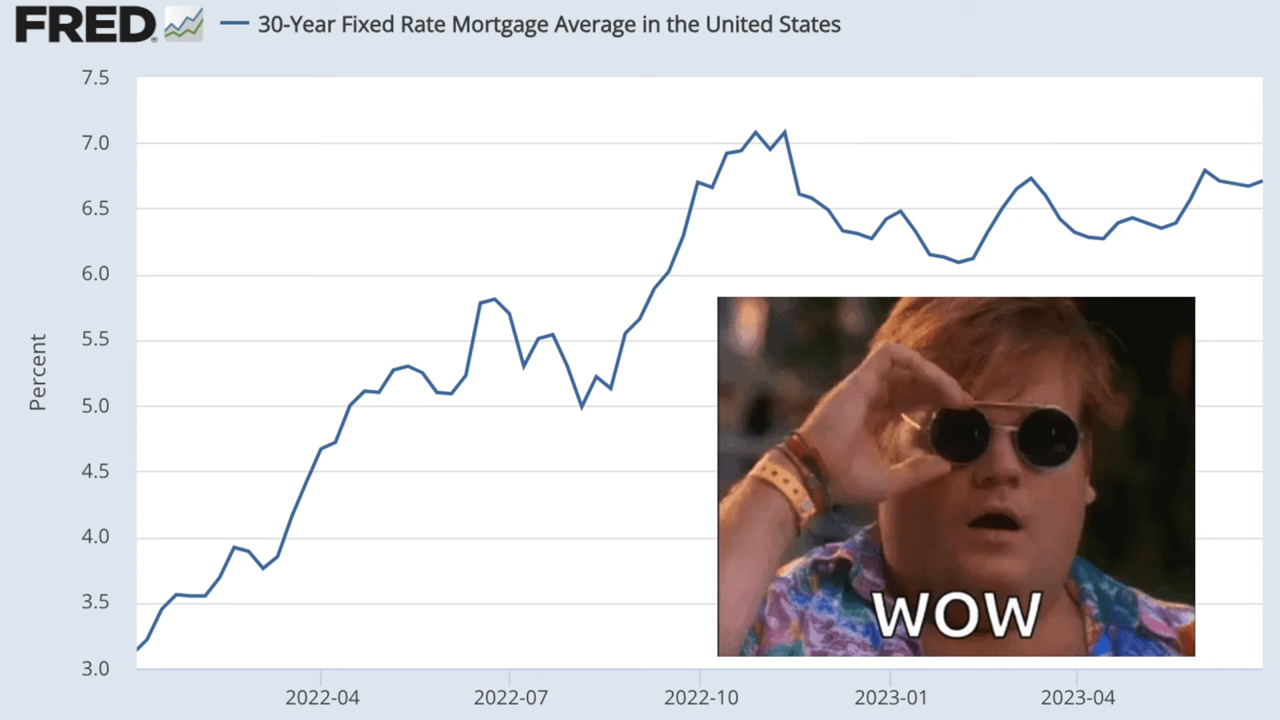 FRED 30-Year Fixed Rate Mortgage Average in the United States
7.5
7.0
6.5
6.0
5.5
5.0
4.5
4.0
3.5
3.0
Percent
WOW
2022-04 2022-07 2022-10 2023-01 2023-04